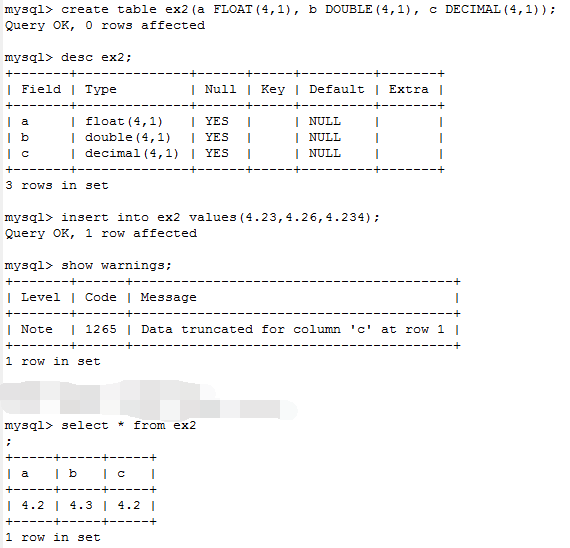 mysql> create table ex2(a FLOAT(4,1), b DOUBLE(4,1), c DECIMAL(4,1));
Query OK, 0 rows affected
mysql> desc ex2;
+-------+--------------+------+-----+---------+-------+
| Field | Type         | Null | Key | Default | Extra |
+-------+--------------+------+-----+---------+-------+
| a     | float(4,1)   | YES  |     | NULL    |       |
| b     | double(4,1)  | YES  |     | NULL    |       |
| c     | decimal(4,1) | YES  |     | NULL    |       |
+-------+--------------+------+-----+---------+-------+
3 rows in set
mysql> insert into ex2 values(4.23,4.26,4.234);
Query OK, 1 row affected
mysql> show warnings;
+-------+------+----------------------------------------+
| Level | Code | Message                                |
+-------+------+----------------------------------------+
| Note  | 1265 | Data truncated for column 'c' at row 1 |
+-------+------+----------------------------------------+
1 row in set
mysql> select * from ex2
;
+-----+-----+-----+
| a   | b   | c   |
+-----+-----+-----+
| 4.2 | 4.3 | 4.2 |
+-----+-----+-----+
1 row in set